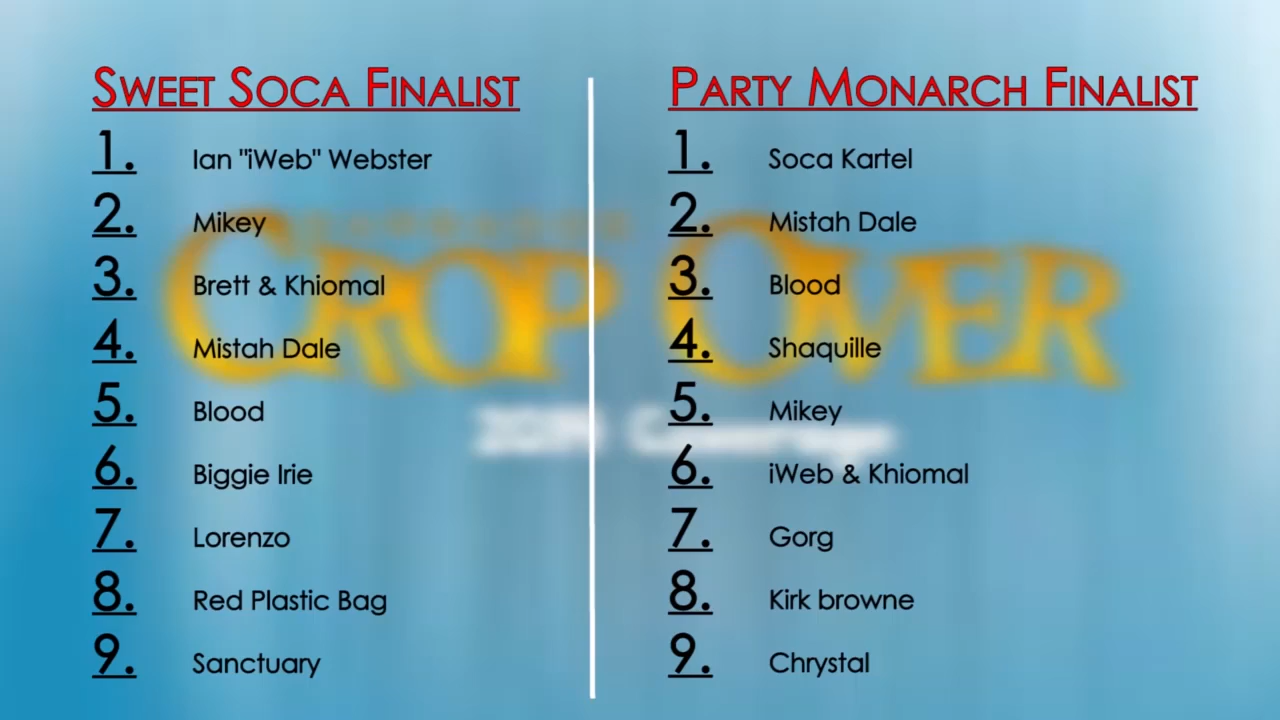 Sweet Soca Finalist
1. Ian "iWeb" Webster
2. Mikey
3. Brett & Khiomal
4. Mistah Dale
5. Blood
6. Biggie Irie
7. Lorenzo
8. Red Plastic Bag
9. Sanctuary
Party Monarch Finalist
1. Soca Kartel
2. Mistah Dale
3. Blood
4. Shaquille
5. Mikey
6. iWeb & Khiomal
7. Gorg
8. Kirk browne
9. Chrystal
Crop Over
Coverage